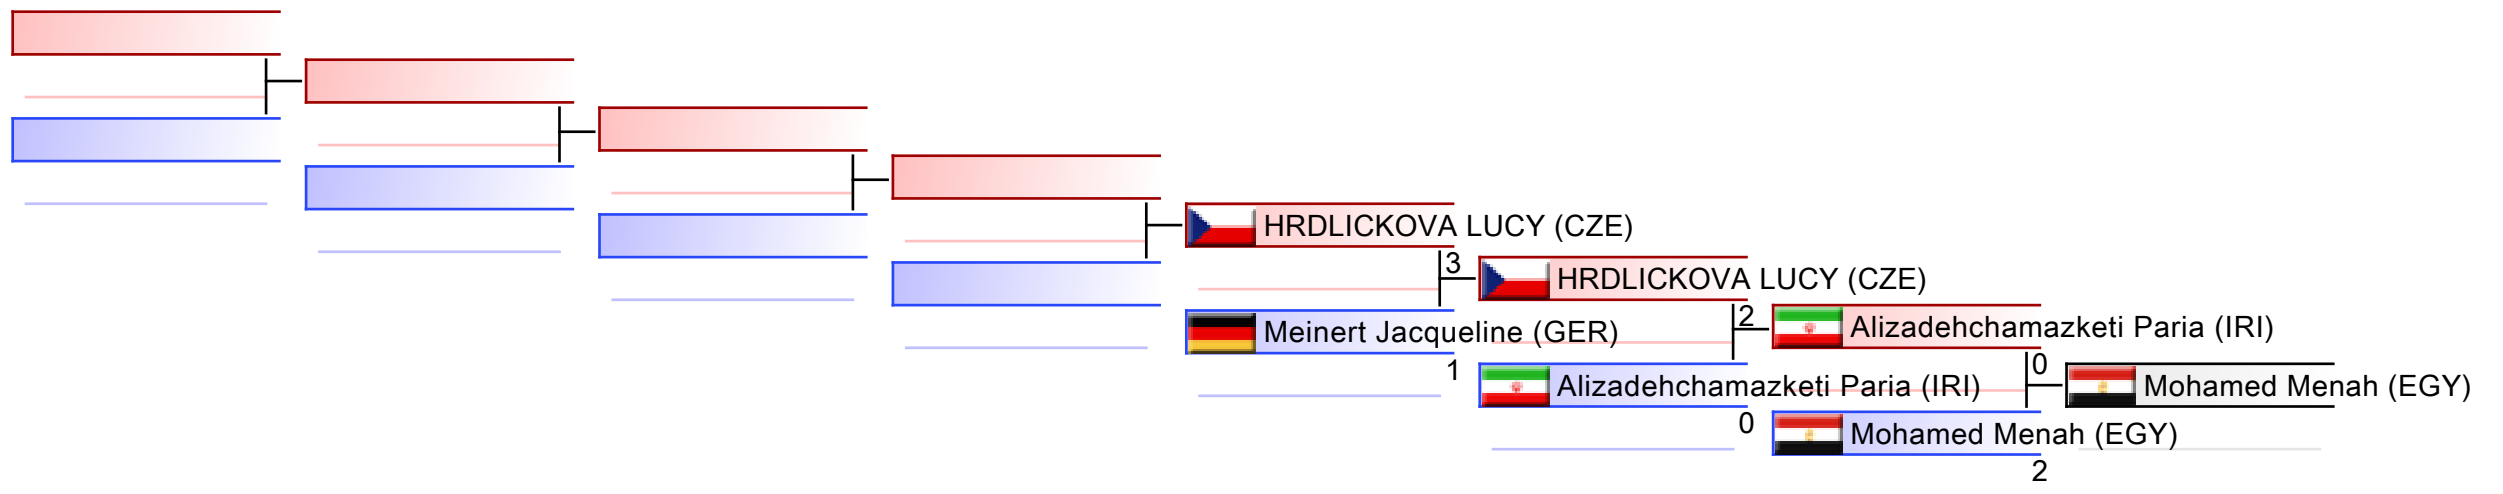 HRDLICKOVA LUCY (CZE)
3
Meinert Jacqueline (GER)
1
HRDLICKOVA LUCY (CZE)
2
Alizadehchamazketi Paria (IRI)
0
Alizadehchamazketi Paria (IRI)
0
Mohamed Menah (EGY)
2
Mohamed Menah (EGY)